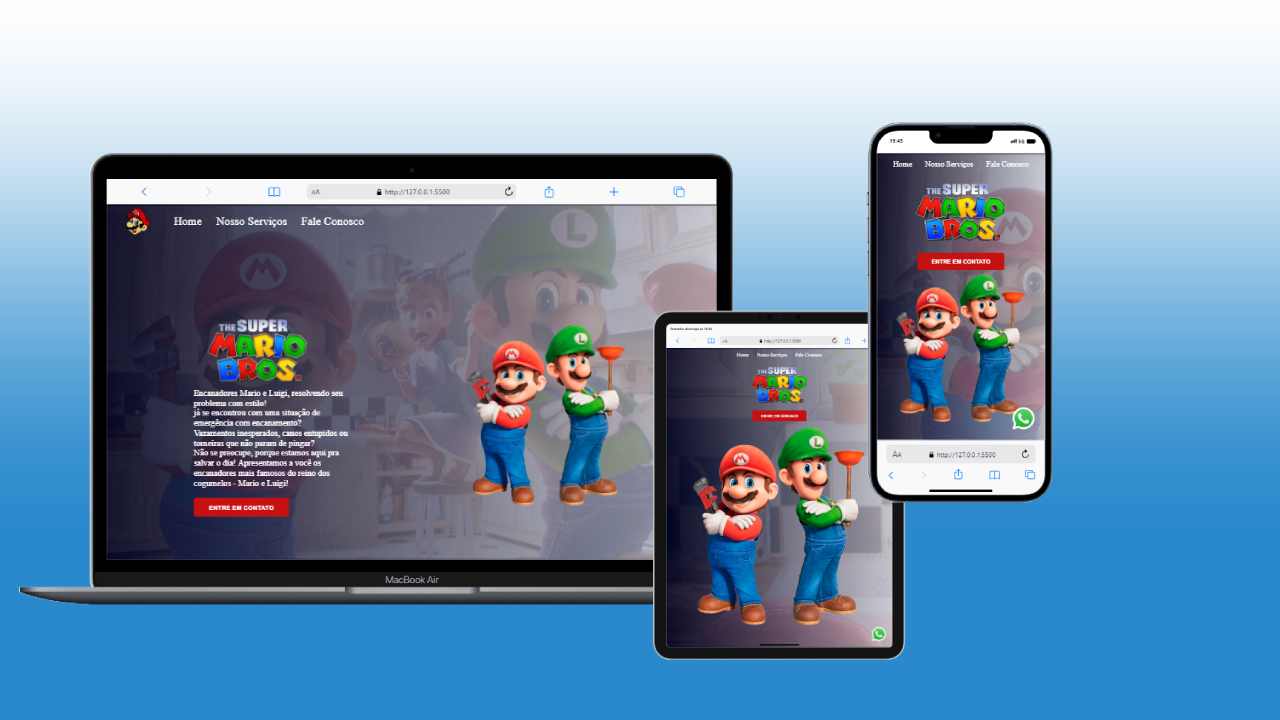 AA http://127.0.0.1:5500
Home Nosso Serviços Fale Conosco
THE SUPER
MARIO
BROS.
Encanadores Mario e Luigi, resolvendo seu
problema com estilo!
já se encontrou com uma situação de
emergência com encanamento?
Vazamentos inesperados, canos entupidos ou
torneiras que não param de pingar?
Não se preocupe, porque estamos aqui pra
salvar o dia! Apresentamos a você os
encanadores mais famosos do reino dos
cogumelos - Mario e Luigi!
ENTRE EM CONTATO
M
L
MacBook Air
AA http://127.0.0.1:5500
Home Nosso Serviços Fale Conosco
THE SUPER
MARIO
BROS.
ENTRE EM CONTATO
M
L
19:45 5G
Home Nosso Serviços Fale Conosco
THE SUPER
MARIO
BROS.
ENTRE EM CONTATO
M
L
AA http://127.0.0.1:5500